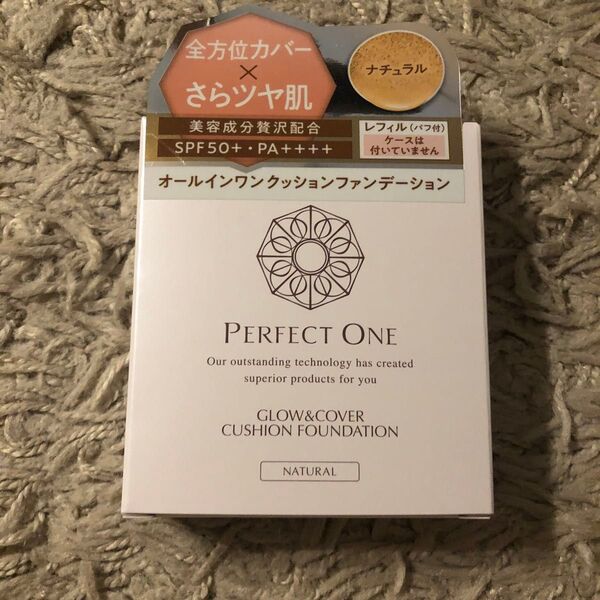 全方位カバー
×
さらツヤ肌
ナチュラル
美容成分贅沢配合
SPF50+・PA++++
レフィル(パフ付)
ケースは
付いていません
オールインワンクッションファンデーション
PERFECT ONE
Our outstanding technology has created
superior products for you
GLOW&COVER
CUSHION FOUNDATION
NATURAL